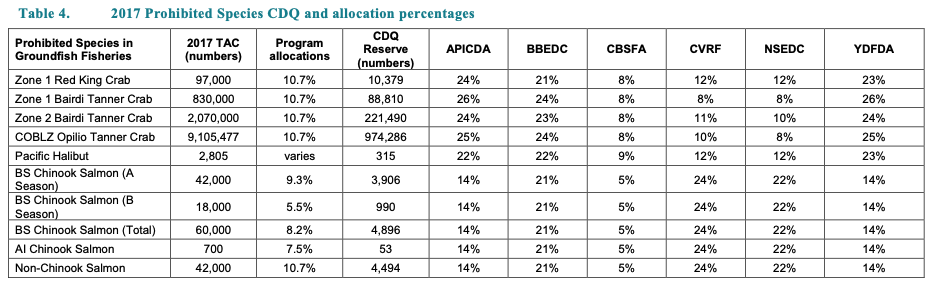 Table 4. 2017 Prohibited Species CDQ and allocation percentages
Prohibited Species in Groundfish Fisheries 2017 TAC (numbers) Program allocations CDQ Reserve (numbers) APICDA BBEDC CBSFA CVRF NSEDC YDFDA
Zone 1 Red King Crab 97,000 10.7% 10,379 24% 21% 8% 12% 12% 23%
Zone 1 Bairdi Tanner Crab 830,000 10.7% 88,810 26% 24% 8% 8% 8% 26%
Zone 2 Bairdi Tanner Crab 2,070,000 10.7% 221,490 24% 23% 8% 11% 10% 24%
COBLZ Opilio Tanner Crab 9,105,477 10.7% 974,286 25% 24% 8% 10% 8% 25%
Pacific Halibut 2,805 varies 315 22% 22% 9% 12% 12% 23%
BS Chinook Salmon (A Season) 42,000 9.3% 3,906 14% 21% 5% 24% 22% 14%
BS Chinook Salmon (B Season) 18,000 5.5% 990 14% 21% 5% 24% 22% 14%
BS Chinook Salmon (Total) 60,000 8.2% 4,896 14% 21% 5% 24% 22% 14%
AI Chinook Salmon 700 7.5% 53 14% 21% 5% 24% 22% 14%
Non-Chinook Salmon 42,000 10.7% 4,494 14% 21% 5% 24% 22% 14%